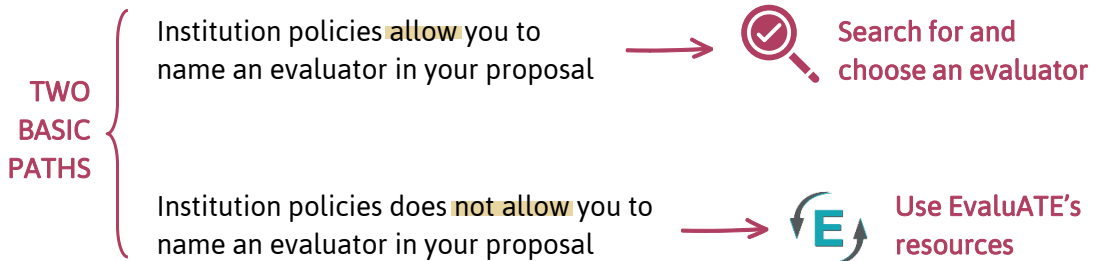 TWO
BASIC
PATHS
Institution policies allow you to
name an evaluator in your proposal
Search for and
choose an evaluator
Institution policies does not allow you to
name an evaluator in your proposal
E
Use EvaluATE's
resources